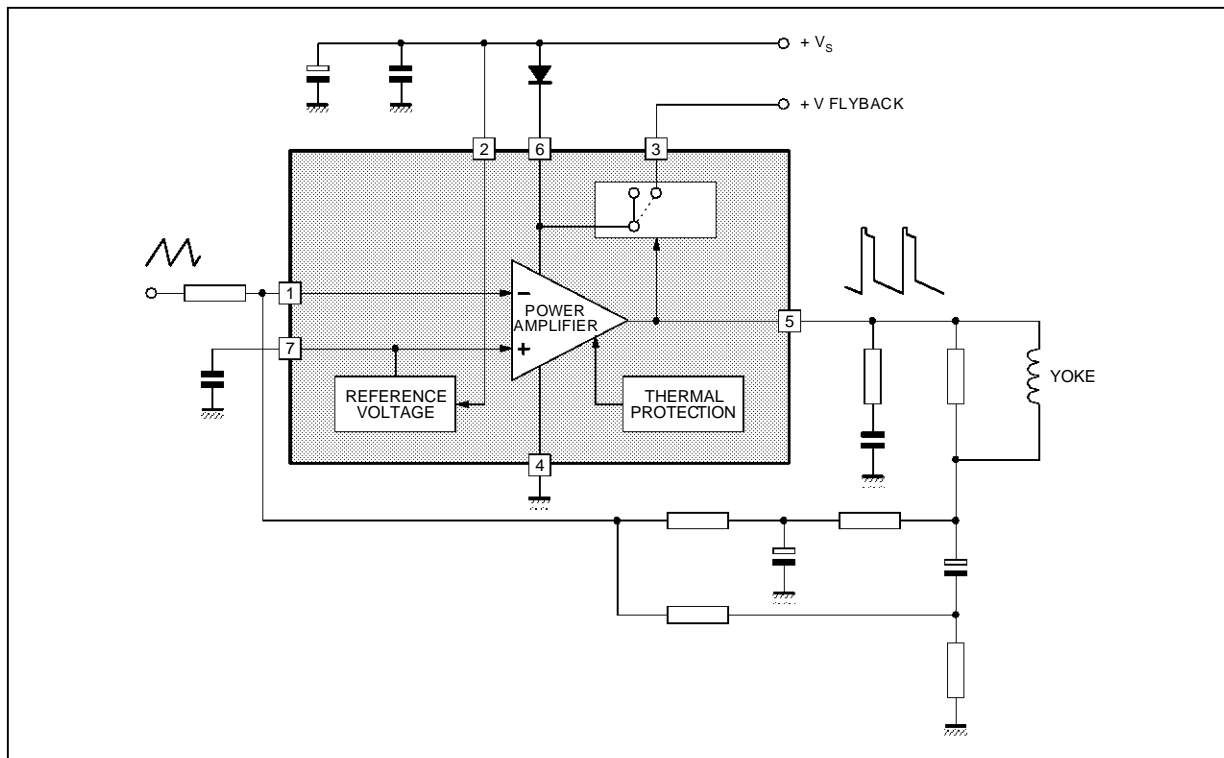 + VS
+ V FLYBACK
2
6
3
1
−
POWER
AMPLIFIER
5
YOKE
7
+
REFERENCE
VOLTAGE
THERMAL
PROTECTION
4